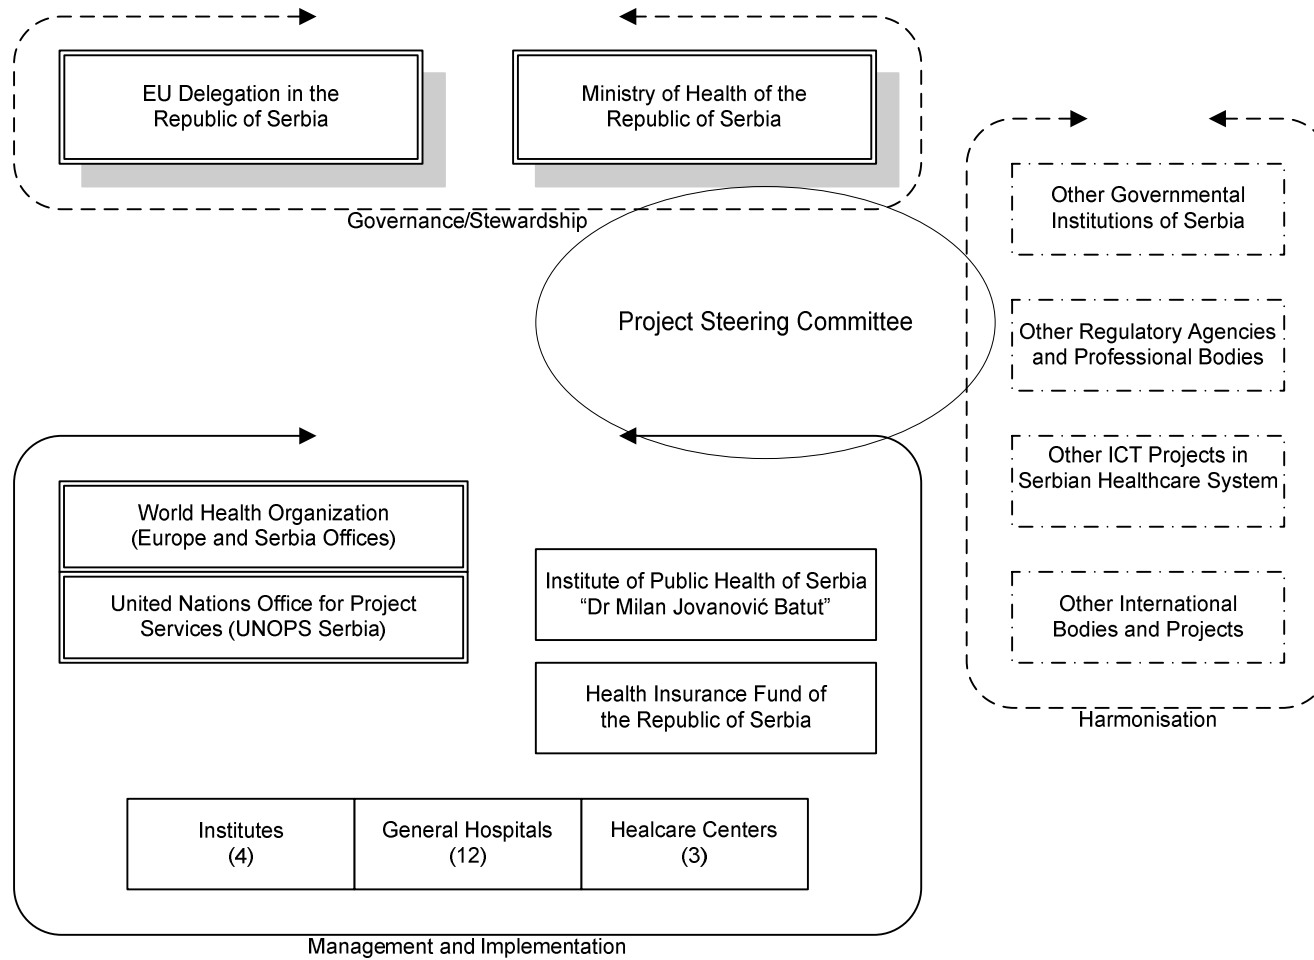 EU Delegation in the
Republic of Serbia
Ministry of Health of the
Republic of Serbia
Governance/Stewardship
Project Steering Committee
Other Governmental
Institutions of Serbia
Other Regulatory Agencies
and Professional Bodies
Other ICT Projects in
Serbian Healthcare System
Other International
Bodies and Projects
Harmonisation
World Health Organization
(Europe and Serbia Offices)
United Nations Office for Project
Services (UNOPS Serbia)
Institute of Public Health of Serbia
“Dr Milan Jovanović Batut”
Health Insurance Fund of
the Republic of Serbia
Institutes
(4)
General Hospitals
(12)
Healcare Centers
(3)
Management and Implementation